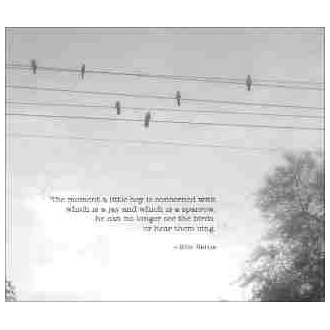 The moment a little boy is concerned with
which is a jay and which is a sparrow,
he can no longer see the birds
or hear them sing.
- Eric Berne